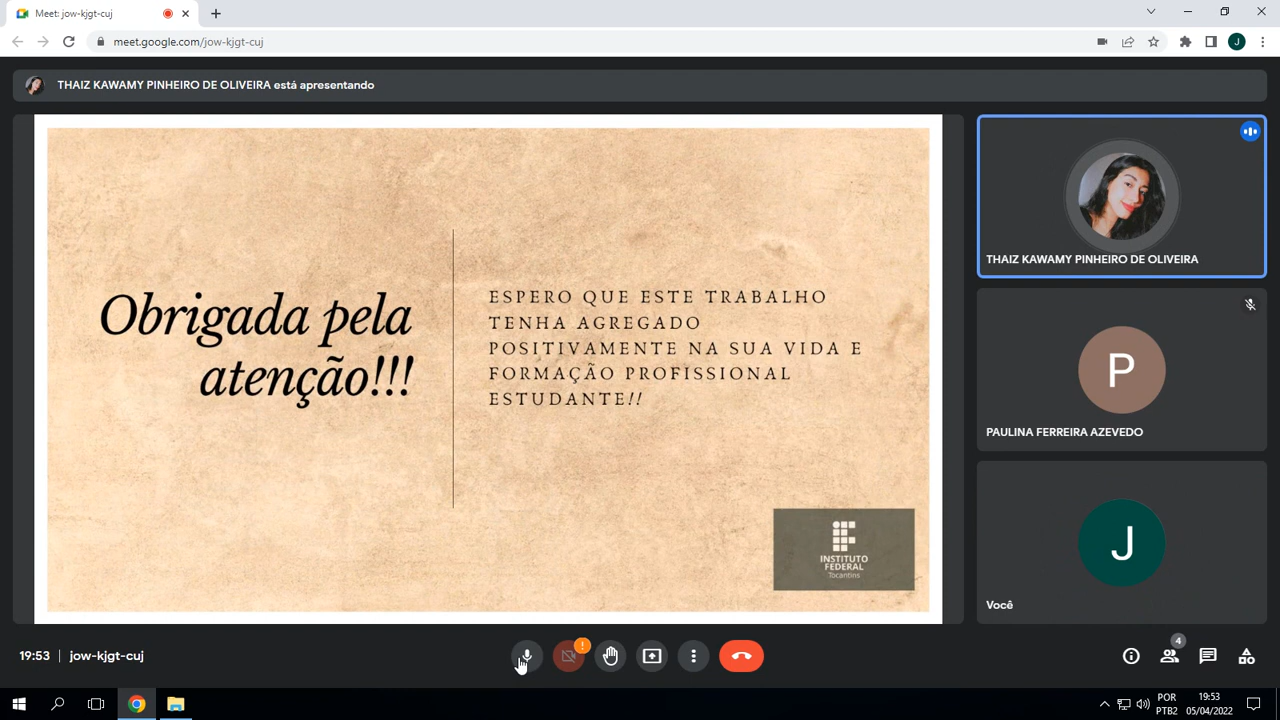 Meet: jow-kjgt-cuj
meet.google.com/jow-kjgt-cuj
J
THAIZ KAWAMY PINHEIRO DE OLIVEIRA está apresentando
Obrigada pela
atenção!!!
ESPERO QUE ESTE TRABALHO
TENHA AGREGADO
POSITIVAMENTE NA SUA VIDA E
FORMAÇÃO PROFISSIONAL
ESTUDANTE!!
INSTITUTO
FEDERAL
Tocantins
THAIZ KAWAMY PINHEIRO DE OLIVEIRA
P
PAULINA FERREIRA AZEVEDO
J
Você
19:53 | jow-kjgt-cuj
!
4
POR
PTB2
19:53
05/04/2022